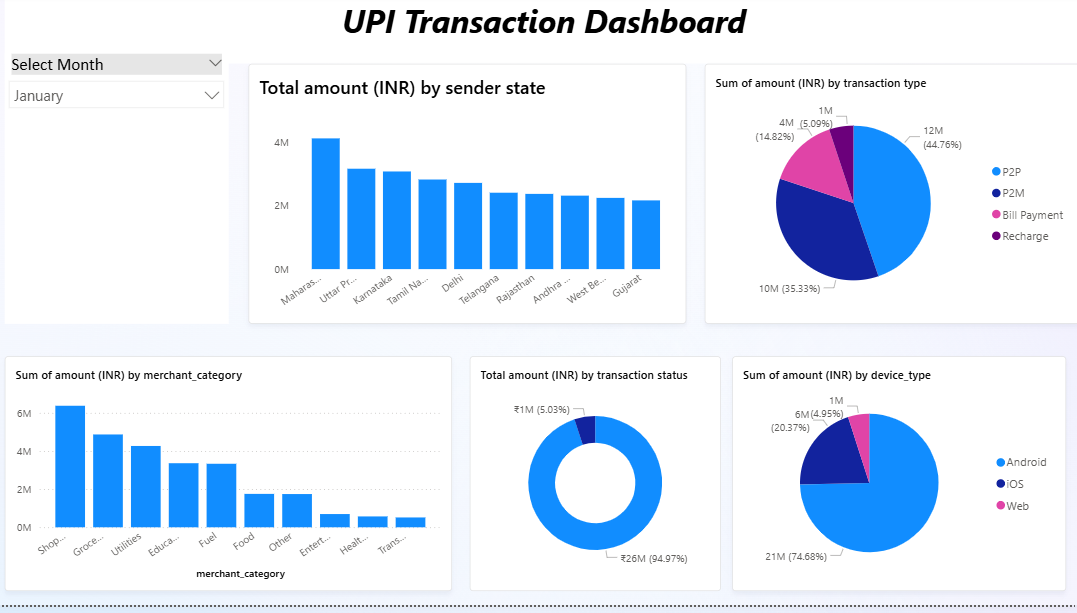 UPI Transaction Dashboard
Select Month
January
Total amount (INR) by sender state
4M
2M
0M
Maharas...
Uttar Pr...
Karnataka
Tamil Na...
Delhi
Telangana
Rajasthan
Andhra ...
West Be...
Gujarat
Sum of amount (INR) by transaction type
1M
(5.09%)
4M
(14.82%)
12M
(44.76%)
10M (35.33%)
P2P
P2M
Bill Payment
Recharge
Sum of amount (INR) by merchant_category
6M
4M
2M
0M
Shop...
Groce...
Utilities
Educa...
Fuel
Food
Other
Entert...
Healt...
Trans...
merchant_category
Total amount (INR) by transaction status
₹1M (5.03%)
₹26M (94.97%)
Sum of amount (INR) by device_type
1M
(4.95%)
6M
(20.37%)
21M (74.68%)
Android
iOS
Web